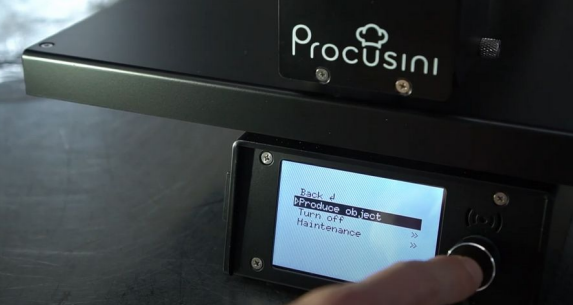 Procusini
Back ↲
▷Produce object
Turn off »
Maintenance »